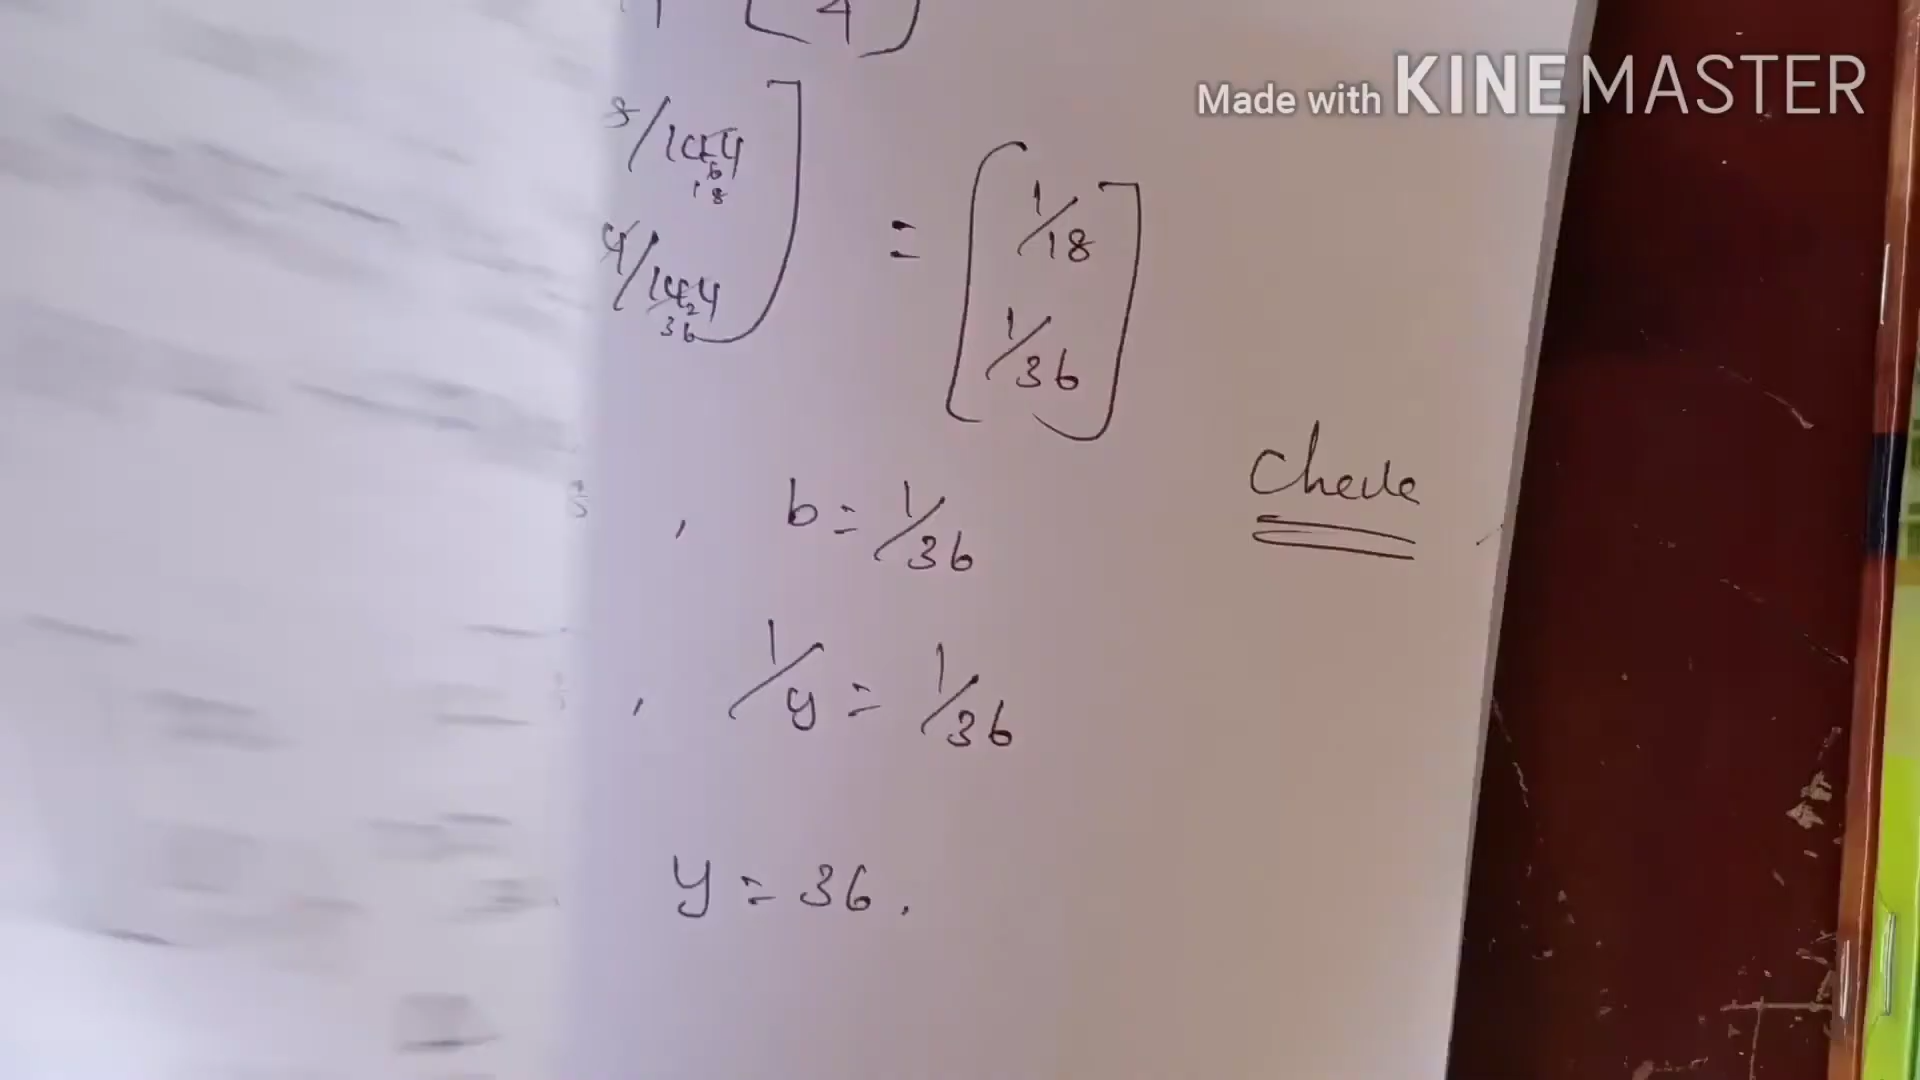 Made with KINEMASTER
4
8/144
18
4/144
36
= [1/18
1/36]
, b = 1/36
Check
, 1/y = 1/36
y = 36.